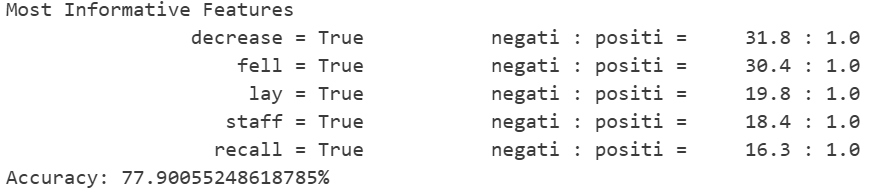 Most Informative Features
decrease = True negati : positi = 31.8 : 1.0
fell = True negati : positi = 30.4 : 1.0
lay = True negati : positi = 19.8 : 1.0
staff = True negati : positi = 18.4 : 1.0
recall = True negati : positi = 16.3 : 1.0
Accuracy: 77.90055248618785%